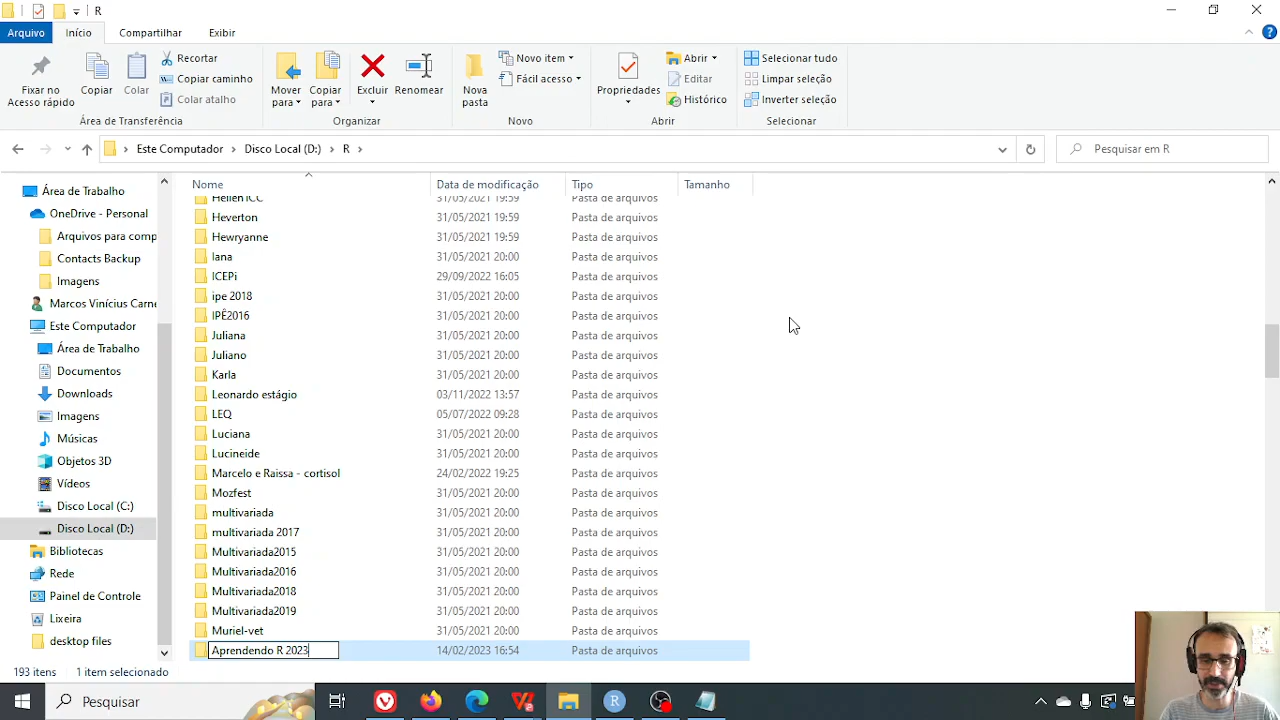 R
Arquivo Início Compartilhar Exibir
Fixar no Acesso rápido
Copiar
Colar
Recortar
Copiar caminho
Colar atalho
Área de Transferência
Mover para
Copiar para
Excluir
Renomear
Organizar
Nova pasta
Novo item
Fácil acesso
Novo
Propriedades
Abrir
Editar
Histórico
Abrir
Selecionar tudo
Limpar seleção
Inverter seleção
Selecionar
Este Computador > Disco Local (D:) > R >
Pesquisar em R
Nome Data de modificação Tipo Tamanho
Área de Trabalho
OneDrive - Personal
Arquivos para comp
Contacts Backup
Imagens
Marcos Vinícius Carne
Este Computador
Área de Trabalho
Documentos
Downloads
Imagens
Músicas
Objetos 3D
Vídeos
Disco Local (C:)
Disco Local (D:)
Bibliotecas
Rede
Painel de Controle
Lixeira
desktop files
Hellen ICC 31/05/2021 19:59 Pasta de arquivos
Heverton 31/05/2021 19:59 Pasta de arquivos
Hewryanne 31/05/2021 19:59 Pasta de arquivos
Iana 31/05/2021 20:00 Pasta de arquivos
ICEPi 29/09/2022 16:05 Pasta de arquivos
ipe 2018 31/05/2021 20:00 Pasta de arquivos
IPÊ2016 31/05/2021 20:00 Pasta de arquivos
Juliana 31/05/2021 20:00 Pasta de arquivos
Juliano 31/05/2021 20:00 Pasta de arquivos
Karla 31/05/2021 20:00 Pasta de arquivos
Leonardo estágio 03/11/2022 13:57 Pasta de arquivos
LEQ 05/07/2022 09:28 Pasta de arquivos
Luciana 31/05/2021 20:00 Pasta de arquivos
Lucineide 31/05/2021 20:00 Pasta de arquivos
Marcelo e Raissa - cortisol 24/02/2022 19:25 Pasta de arquivos
Mozfest 31/05/2021 20:00 Pasta de arquivos
multivariada 31/05/2021 20:00 Pasta de arquivos
multivariada 2017 31/05/2021 20:00 Pasta de arquivos
Multivariada2015 31/05/2021 20:00 Pasta de arquivos
Multivariada2016 31/05/2021 20:00 Pasta de arquivos
Multivariada2018 31/05/2021 20:00 Pasta de arquivos
Multivariada2019 31/05/2021 20:00 Pasta de arquivos
Muriel-vet 31/05/2021 20:00 Pasta de arquivos
Aprendendo R 2023 14/02/2023 16:54 Pasta de arquivos
193 itens 1 item selecionado
Pesquisar